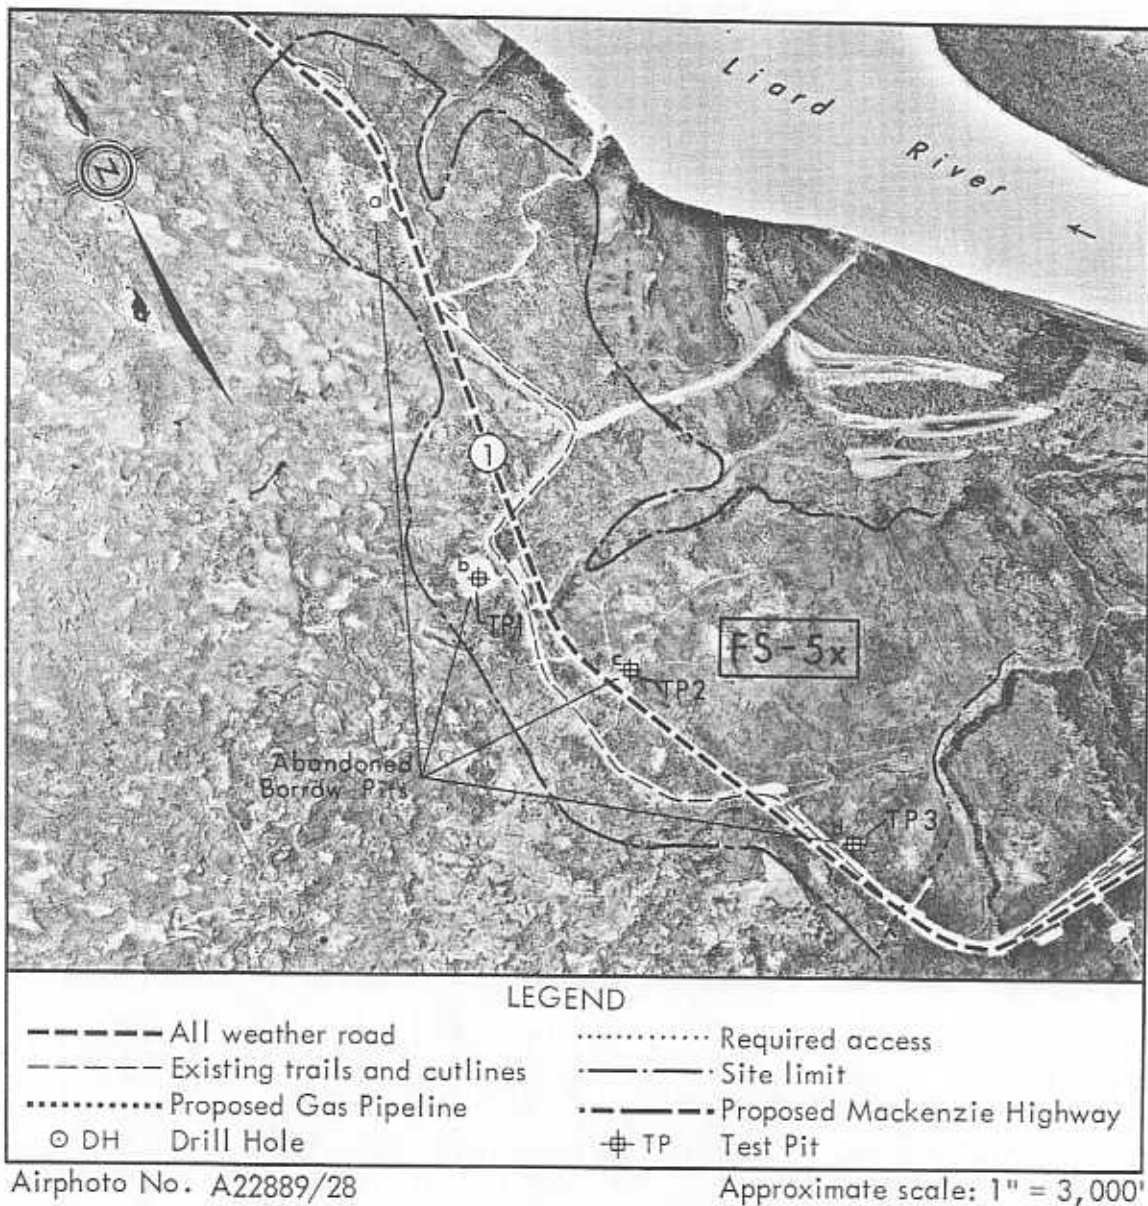 Liard
River
N
a
1
b
TP1
c
TP2
FS-5x
Abandoned
Borrow Pits
d
TP3
LEGEND
All weather road
Required access
Existing trails and cutlines
Site limit
Proposed Gas Pipeline
Proposed Mackenzie Highway
DH Drill Hole
TP Test Pit
Airphoto No. A22889/28
Approximate scale: 1" = 3,000'